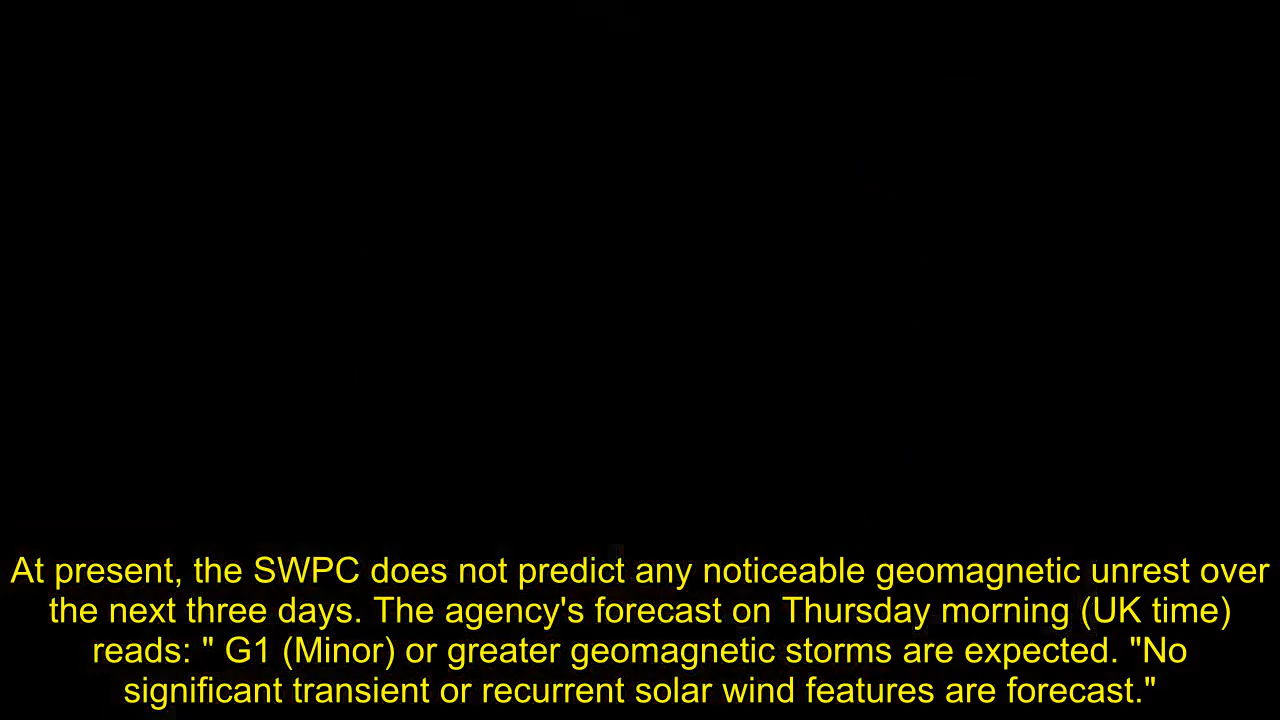 At present, the SWPC does not predict any noticeable geomagnetic unrest over
the next three days. The agency's forecast on Thursday morning (UK time)
reads: " G1 (Minor) or greater geomagnetic storms are expected. "No
significant transient or recurrent solar wind features are forecast."